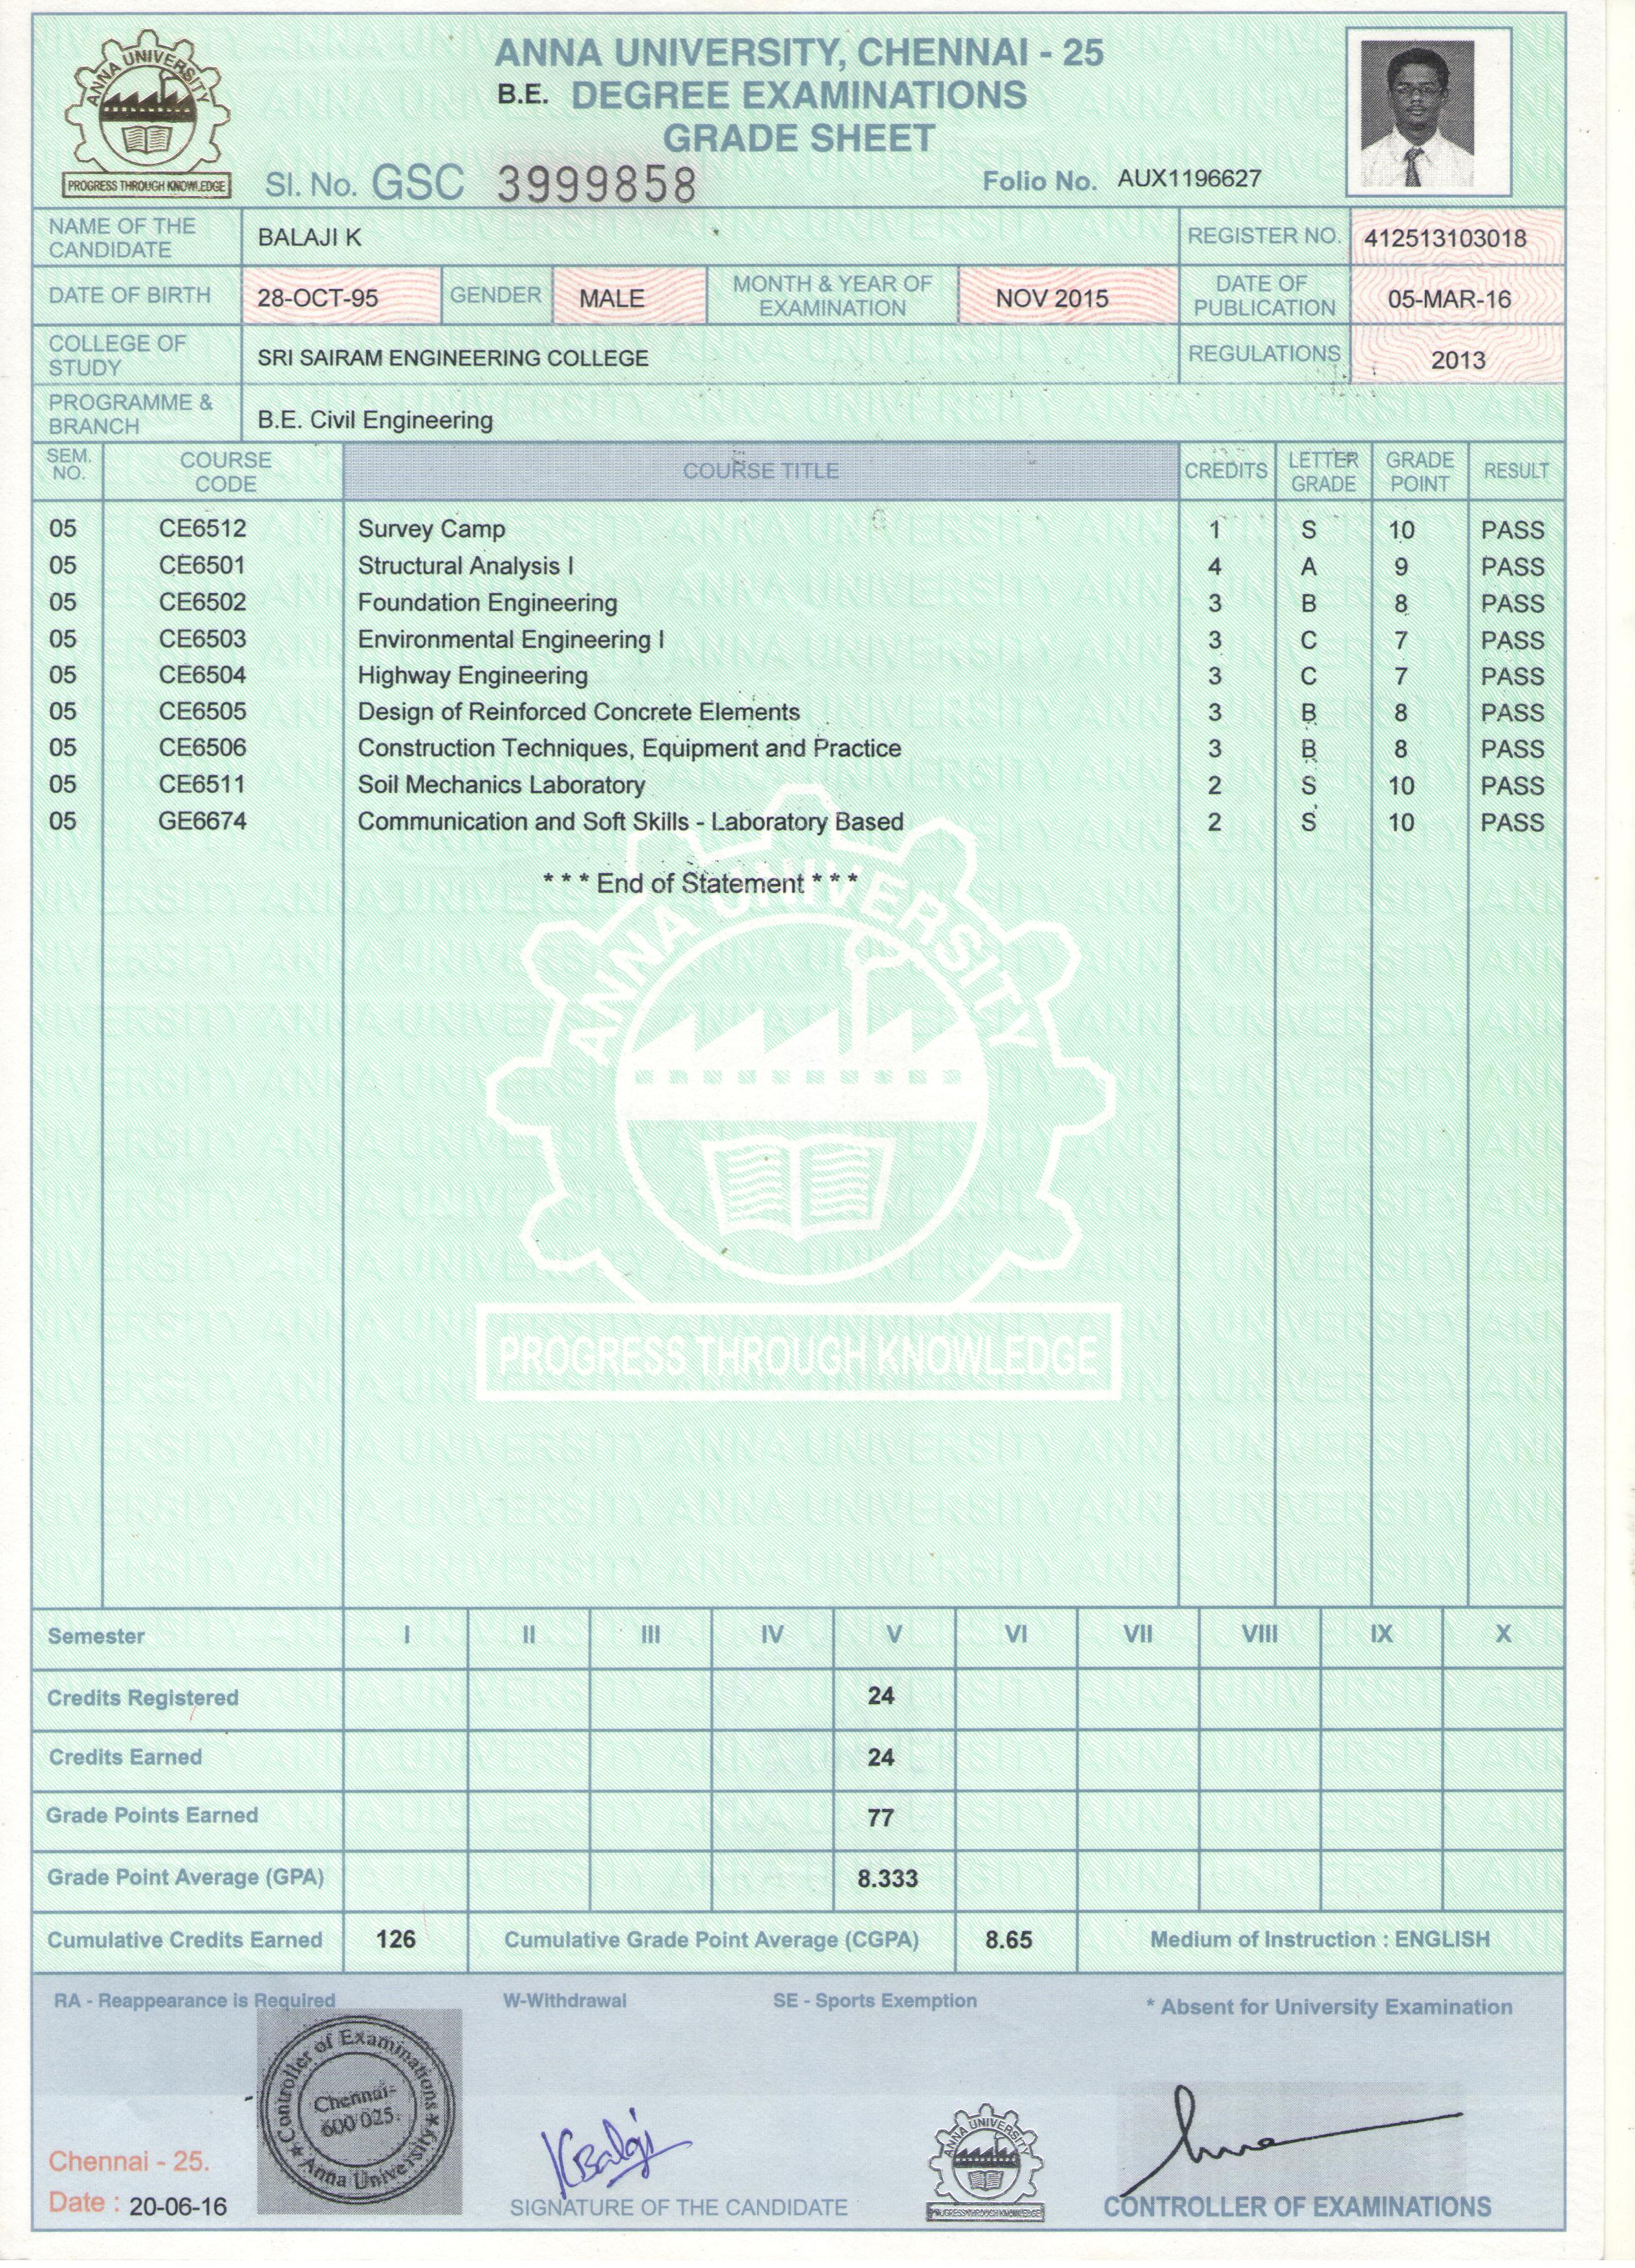 ANNA UNIVERSITY
PROGRESS THROUGH KNOWLEDGE
ANNA UNIVERSITY, CHENNAI - 25
B.E. DEGREE EXAMINATIONS
GRADE SHEET
Sl. No. GSC 3999858
Folio No. AUX1196627
NAME OF THE CANDIDATE BALAJI K REGISTER NO. 412513103018
DATE OF BIRTH 28-OCT-95 GENDER MALE MONTH & YEAR OF EXAMINATION NOV 2015 DATE OF PUBLICATION 05-MAR-16
COLLEGE OF STUDY SRI SAIRAM ENGINEERING COLLEGE REGULATIONS 2013
PROGRAMME & BRANCH B.E. Civil Engineering
SEM. NO. COURSE CODE COURSE TITLE CREDITS LETTER GRADE GRADE POINT RESULT
05 CE6512 Survey Camp 1 S 10 PASS
05 CE6501 Structural Analysis I 4 A 9 PASS
05 CE6502 Foundation Engineering 3 B 8 PASS
05 CE6503 Environmental Engineering I 3 C 7 PASS
05 CE6504 Highway Engineering 3 C 7 PASS
05 CE6505 Design of Reinforced Concrete Elements 3 B 8 PASS
05 CE6506 Construction Techniques, Equipment and Practice 3 B 8 PASS
05 CE6511 Soil Mechanics Laboratory 2 S 10 PASS
05 GE6674 Communication and Soft Skills - Laboratory Based 2 S 10 PASS
* * * End of Statement * * *
ANNA UNIVERSITY
PROGRESS THROUGH KNOWLEDGE
Semester I II III IV V VI VII VIII IX X
Credits Registered 24
Credits Earned 24
Grade Points Earned 77
Grade Point Average (GPA) 8.333
Cumulative Credits Earned 126 Cumulative Grade Point Average (CGPA) 8.65 Medium of Instruction : ENGLISH
RA - Reappearance is Required W-Withdrawal SE - Sports Exemption * Absent for University Examination
Controller of Examinations
Chennai-
600 025.
Anna University
K Balaji
ANNA UNIVERSITY
PROGRESS THROUGH KNOWLEDGE
Chennai - 25.
Date : 20-06-16
SIGNATURE OF THE CANDIDATE
CONTROLLER OF EXAMINATIONS